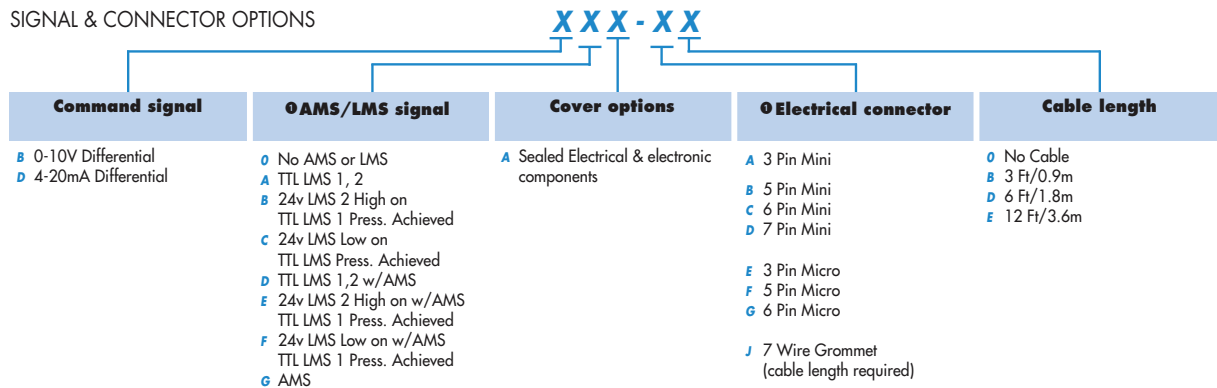 SIGNAL & CONNECTOR OPTIONS
X X X - X X
Command signal
B 0-10V Differential
D 4-20mA Differential
❶AMS/LMS signal
0 No AMS or LMS
A TTL LMS 1, 2
B 24v LMS 2 High on
TTL LMS 1 Press. Achieved
C 24v LMS Low on
TTL LMS Press. Achieved
D TTL LMS 1,2 w/AMS
E 24v LMS 2 High on w/AMS
TTL LMS 1 Press. Achieved
F 24v LMS Low on w/AMS
TTL LMS 1 Press. Achieved
G AMS
Cover options
A Sealed Electrical & electronic
components
❶Electrical connector
A 3 Pin Mini
B 5 Pin Mini
C 6 Pin Mini
D 7 Pin Mini
E 3 Pin Micro
F 5 Pin Micro
G 6 Pin Micro
J 7 Wire Grommet
(cable length required)
Cable length
0 No Cable
B 3 Ft/0.9m
D 6 Ft/1.8m
E 12 Ft/3.6m